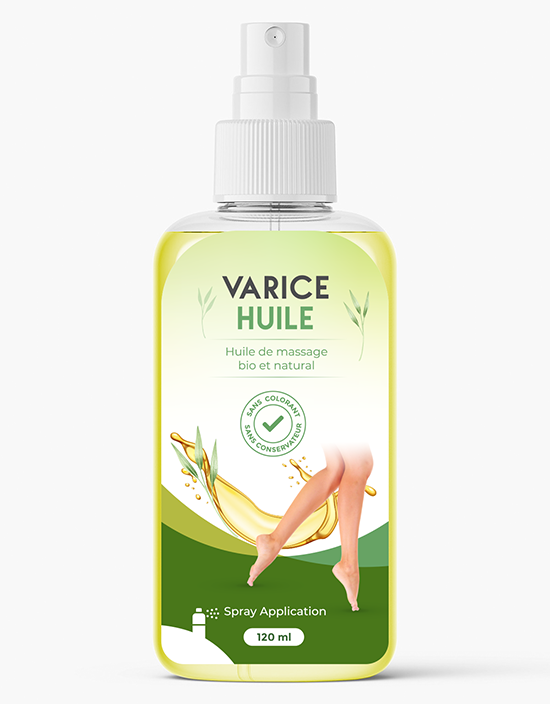 VARICE
HUILE
Huile de massage
bio et natural
SANS COLORANT
SANS CONSERVATEUR
Spray Application
120 ml